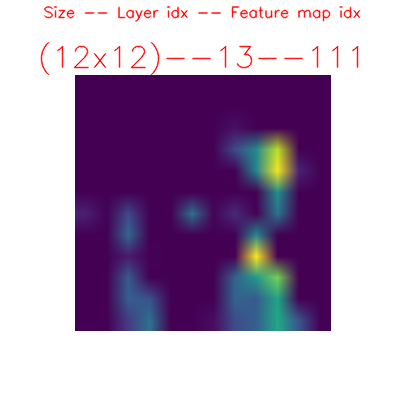 Size -- Layer idx -- Feature map idx
(12x12)--13--111